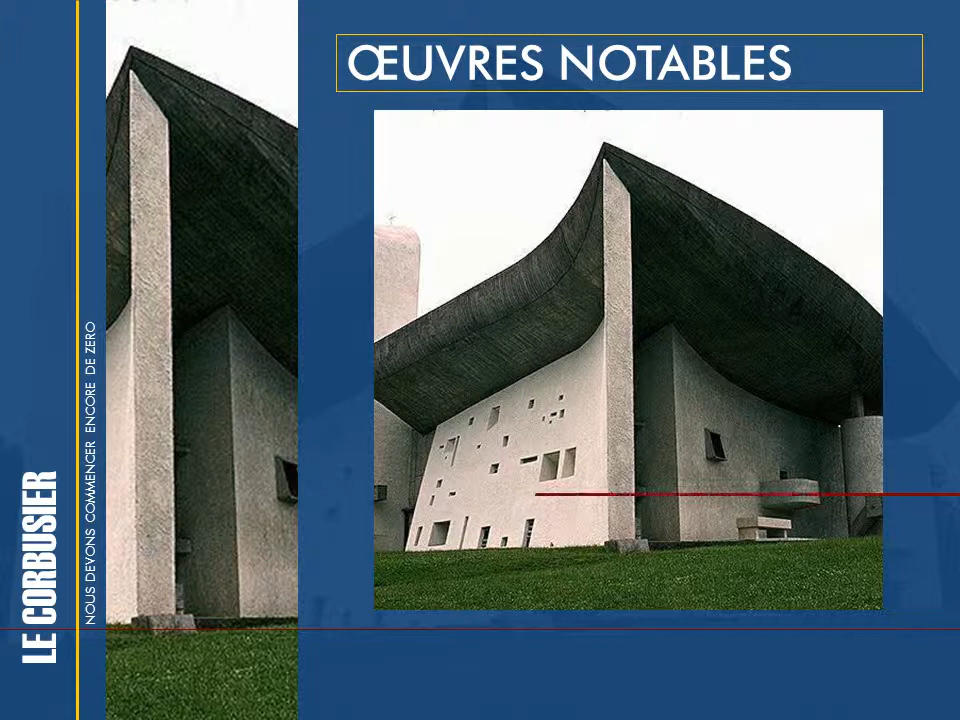 ŒUVRES NOTABLES
LE CORBUSIER
NOUS DEVONS COMMENCER ENCORE DE ZERO